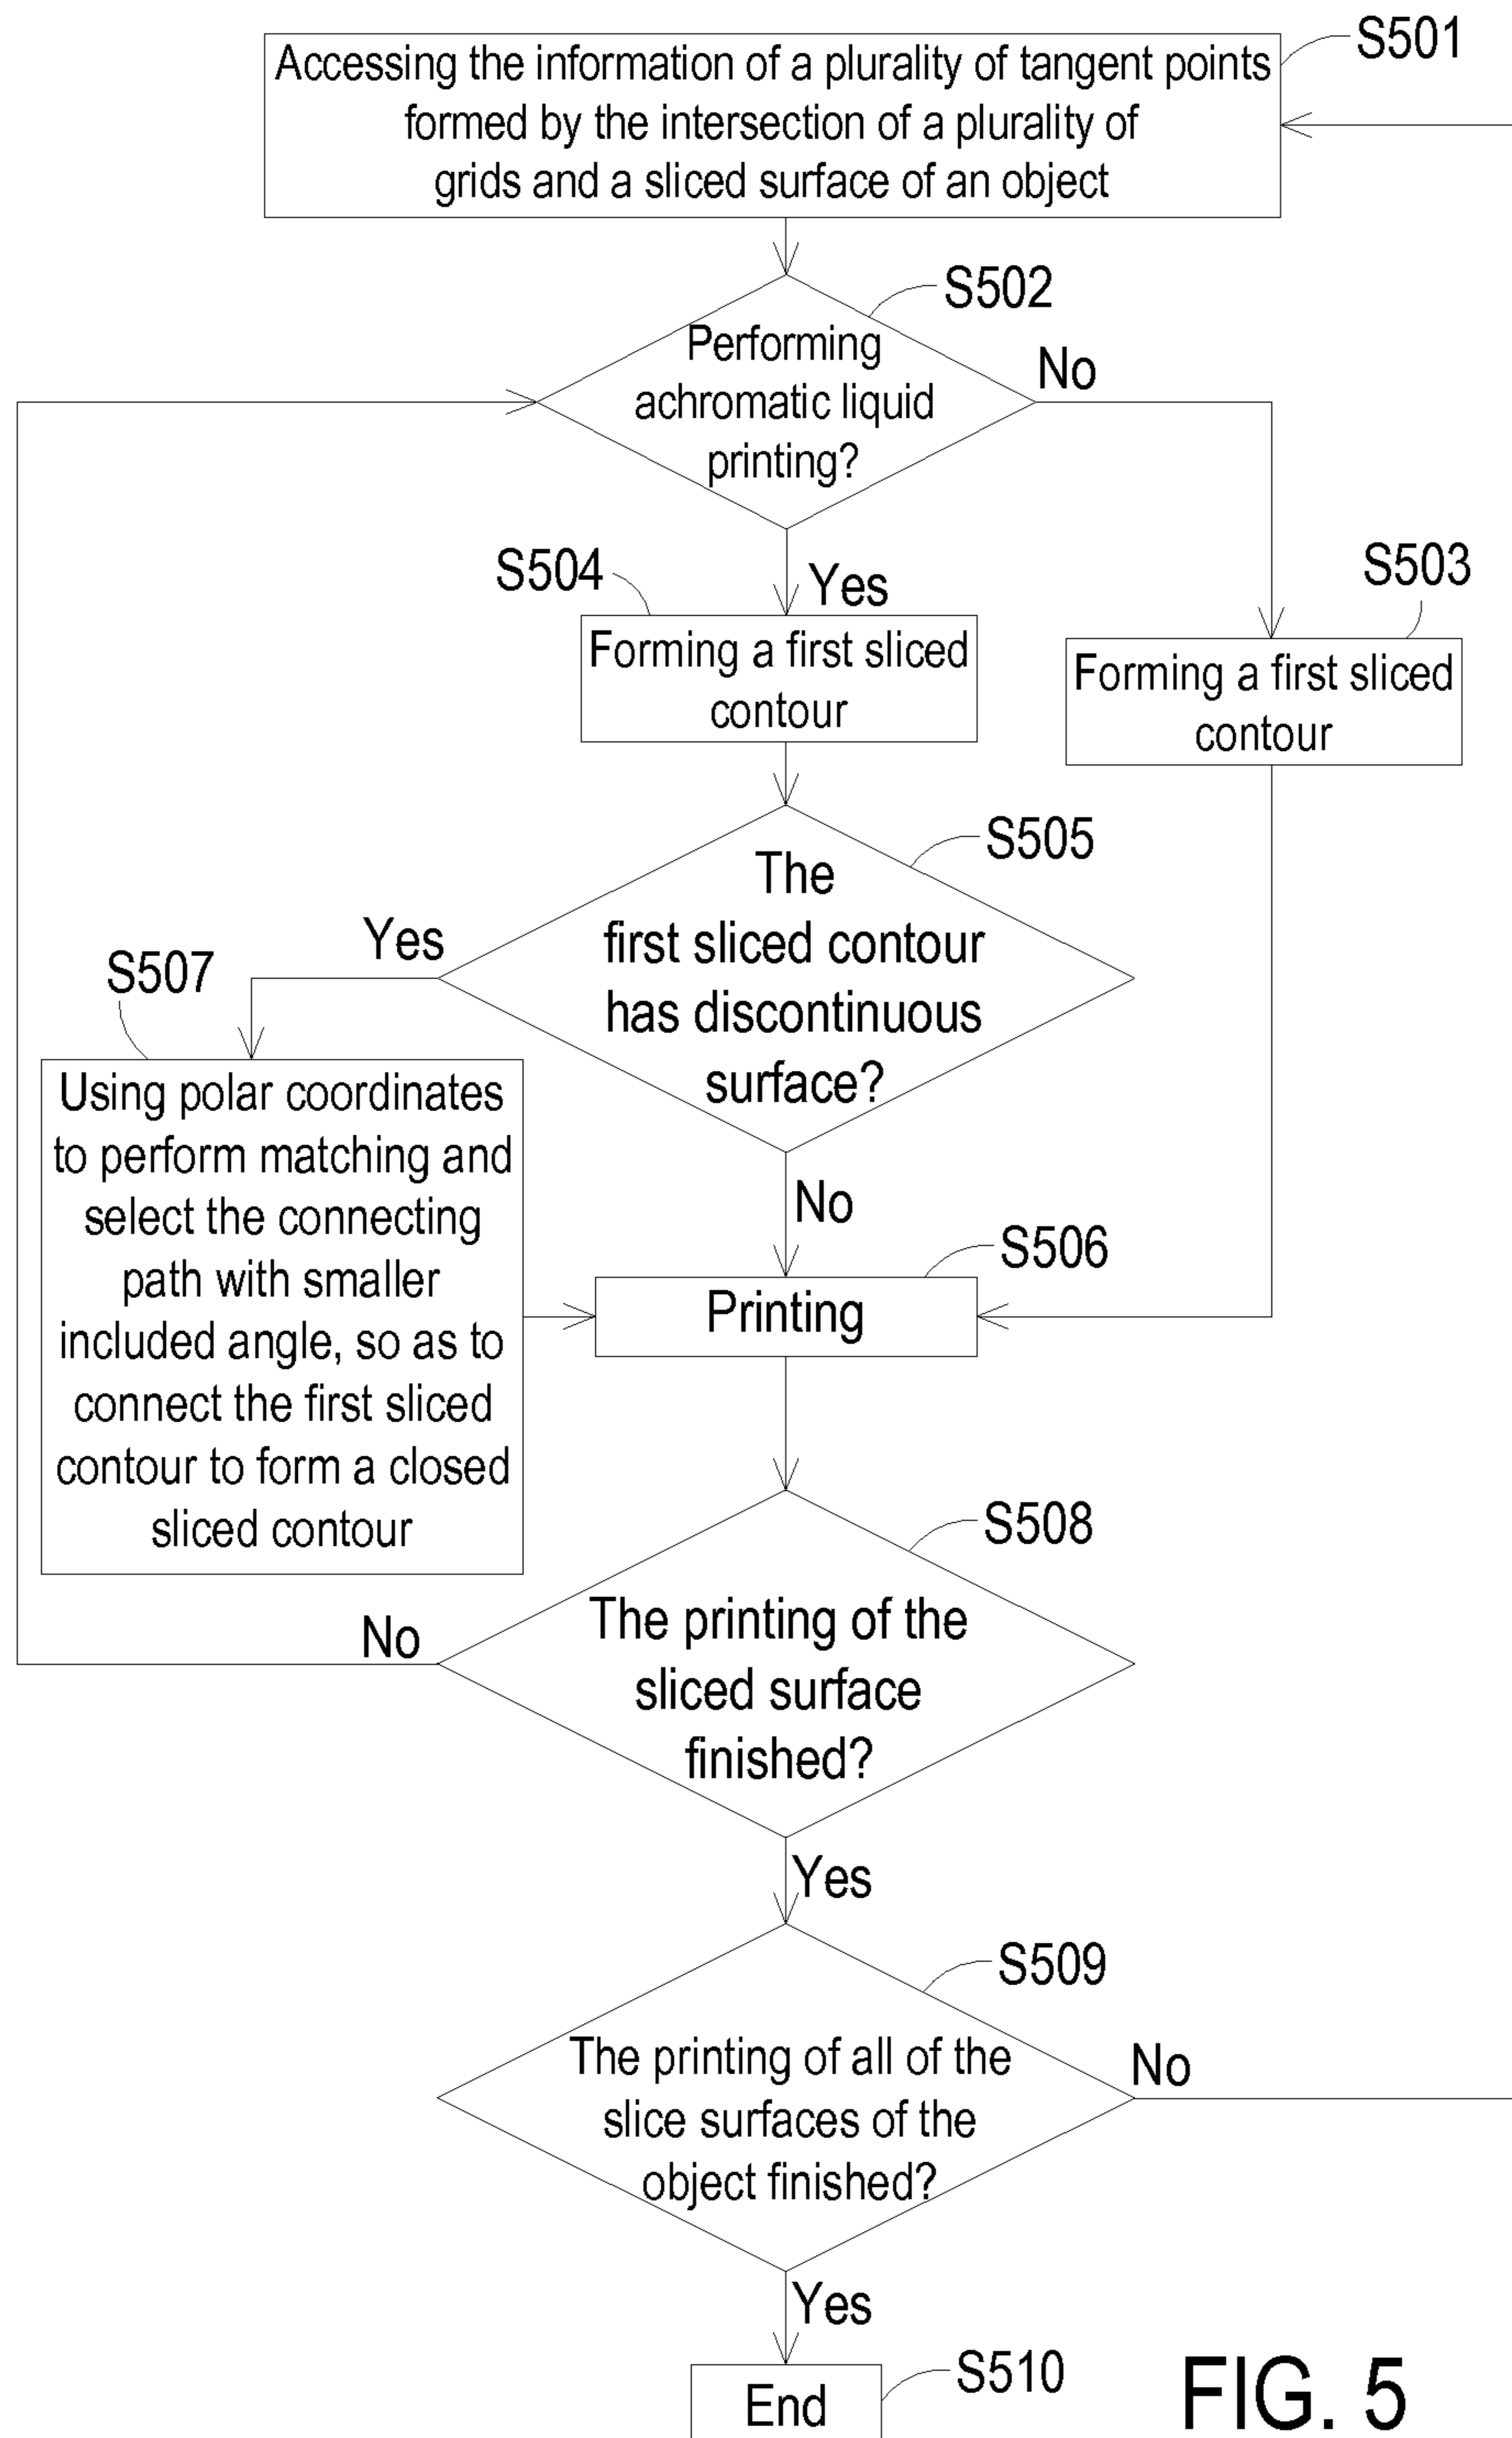 S501
Accessing the information of a plurality of tangent points
formed by the intersection of a plurality of
grids and a sliced surface of an object
S502
Performing
achromatic liquid
printing?
No
Yes
S504
Forming a first sliced
contour
S503
Forming a first sliced
contour
S505
The
first sliced contour
has discontinuous
surface?
Yes
S507
Using polar coordinates
to perform matching and
select the connecting
path with smaller
included angle, so as to
connect the first sliced
contour to form a closed
sliced contour
No
S506
Printing
S508
The printing of the
sliced surface
finished?
No
Yes
S509
The printing of all of the
slice surfaces of the
object finished?
No
Yes
S510
End
FIG. 5